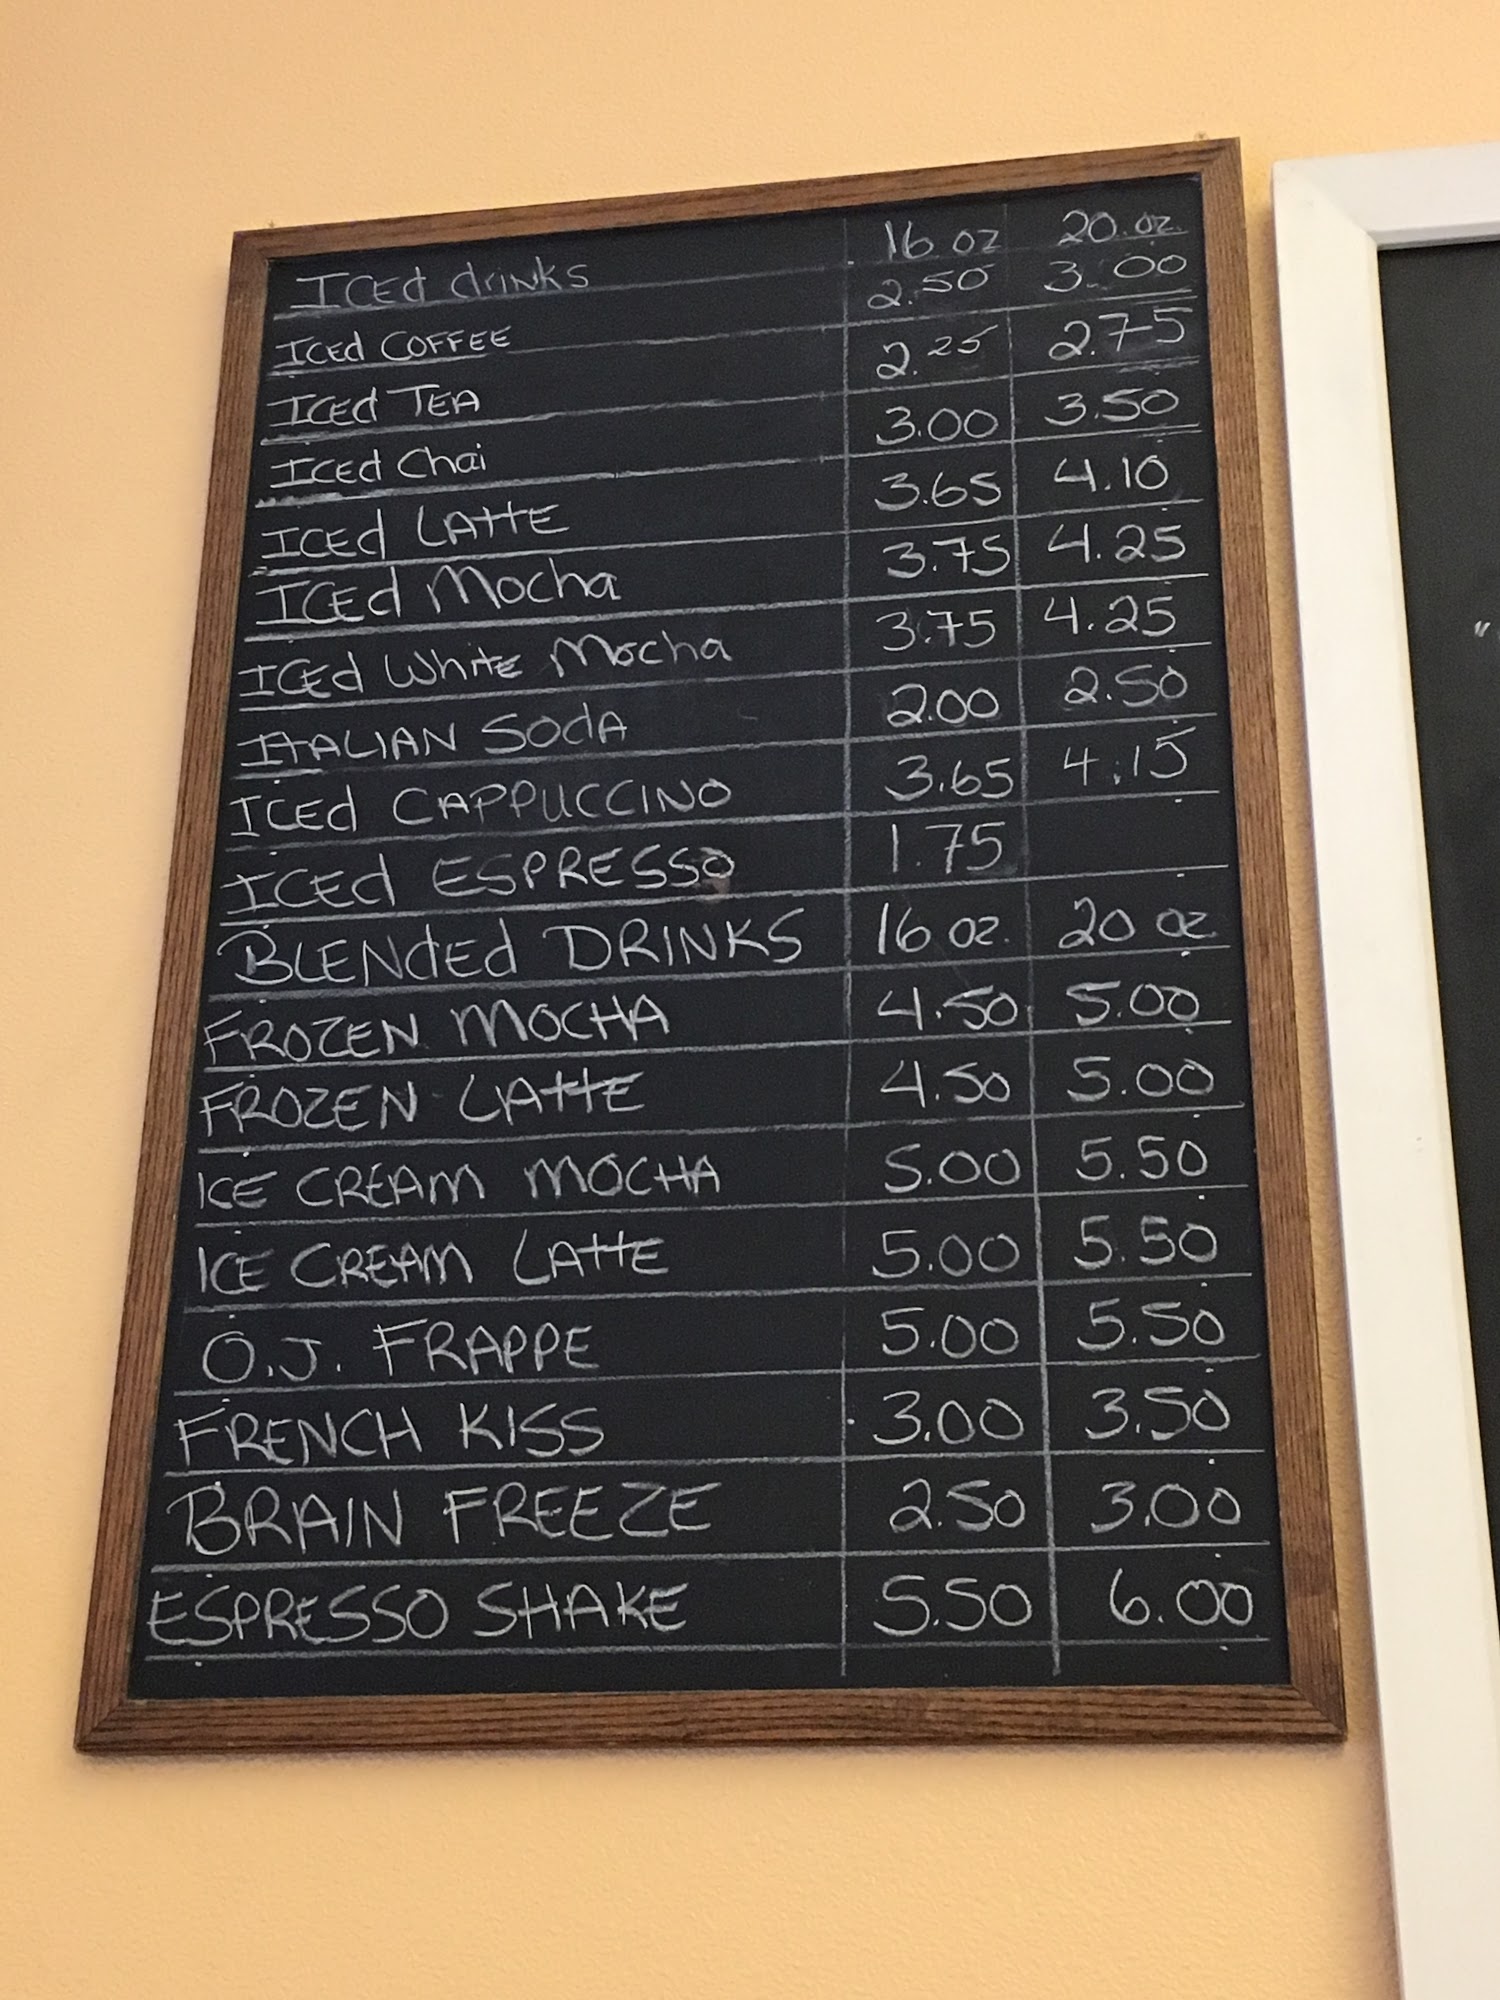 ICEd drinks 16 oz 20.oz.
ICEd COFFEE 2.50 3.00
ICEd TEA 2.25 2.75
ICEd Chai 3.00 3.50
ICEd LATTE 3.65 4.10
ICEd Mocha 3.75 4.25
ICEd White Mocha 3.75 4.25
ITALIAN SOdA 2.00 2.50
ICEd CAPPUCCINO 3.65 4.15
ICEd ESPRESSO 1.75
BLENdEd DRINKS 16 oz. 20 oz
FROZEN MOCHA 4.50 5.00
FROZEN LATTE 4.50 5.00
ICE CREAM MOCHA 5.00 5.50
ICE CREAM LATTE 5.00 5.50
O.J. FRAPPE 5.00 5.50
FRENCH KISS 3.00 3.50
BRAIN FREEZE 2.50 3.00
ESPRESSO SHAKE 5.50 6.00